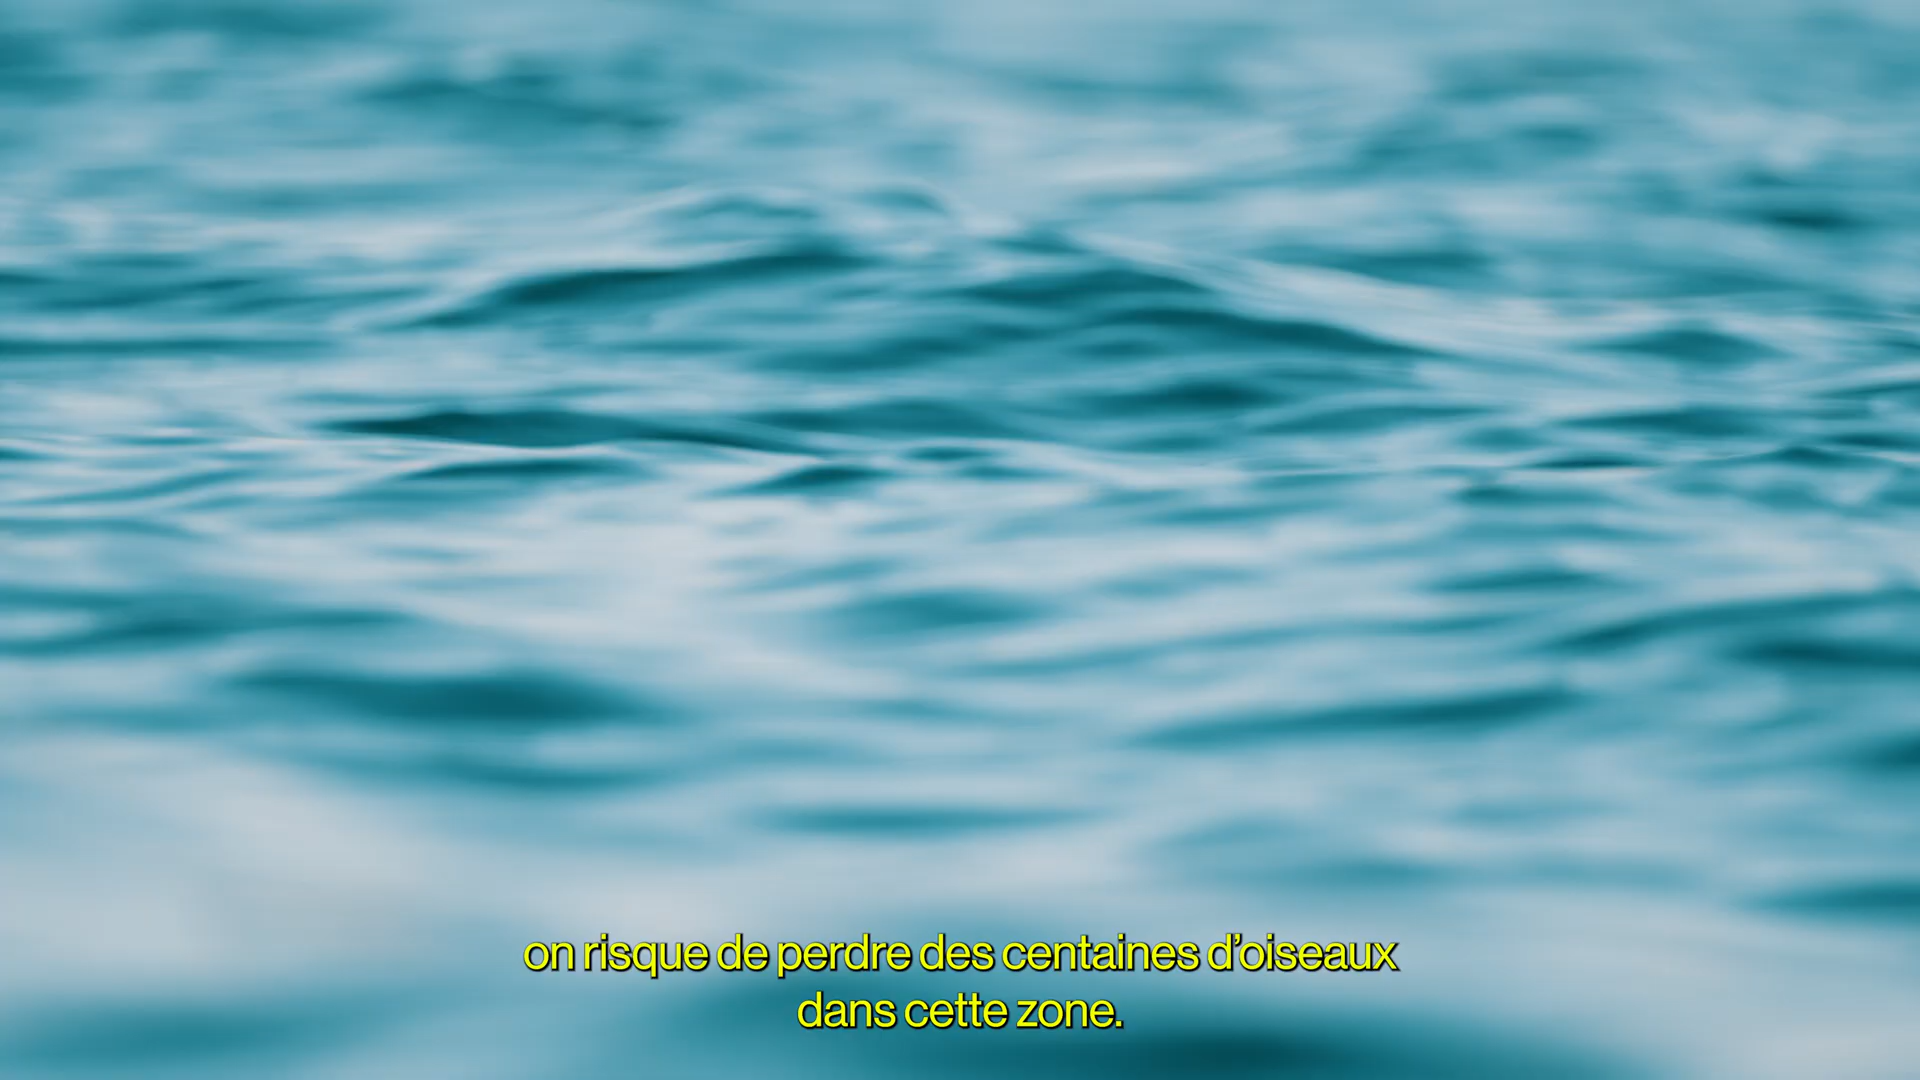 on risque de perdre des centaines d’oiseaux
dans cette zone.